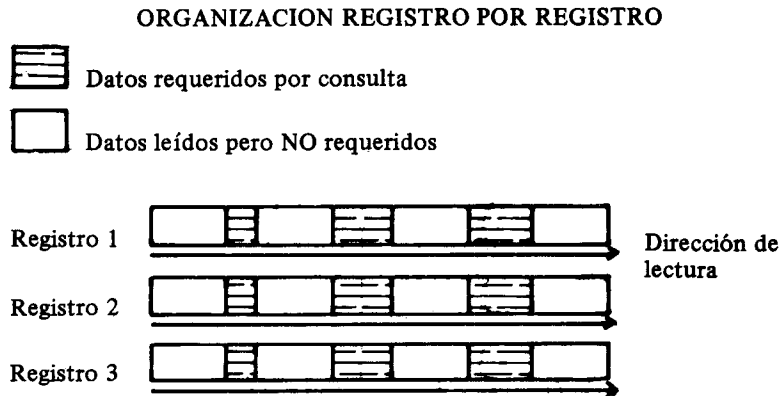 ORGANIZACION REGISTRO POR REGISTRO
Datos requeridos por consulta
Datos leídos pero NO requeridos
Registro 1
Dirección de
lectura
Registro 2
Registro 3